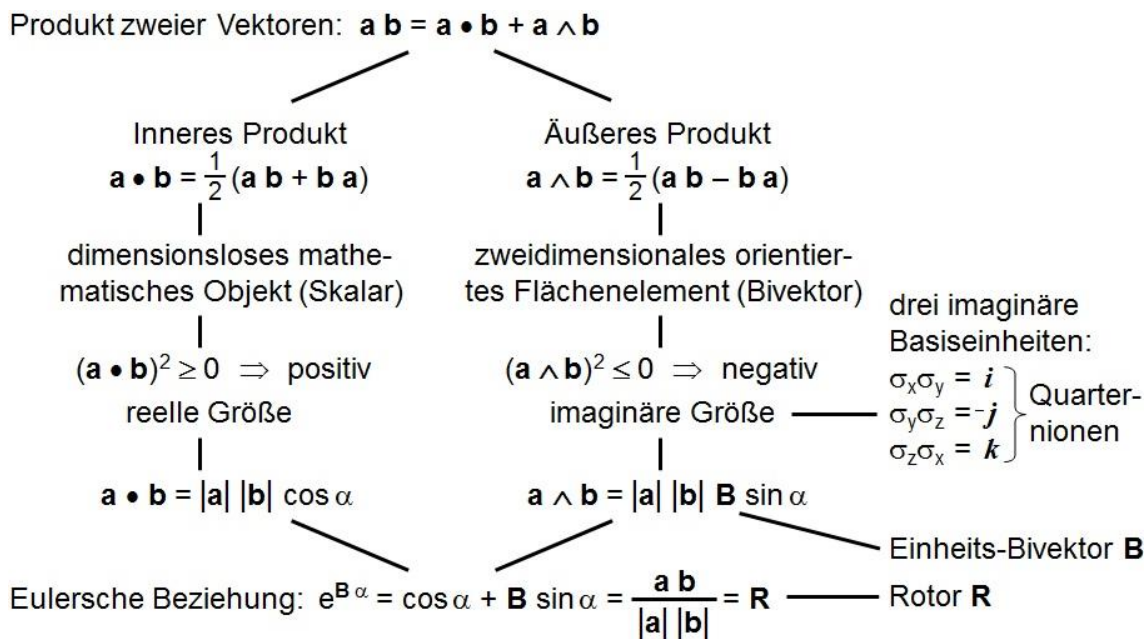 Produkt zweier Vektoren: a b = a • b + a ∧ b
Inneres Produkt
a • b = 1/2 (a b + b a)
dimensionsloses mathe-
matisches Objekt (Skalar)
(a • b)² ≥ 0 ⇒ positiv
reelle Größe
a • b = |a| |b| cos α
Äußeres Produkt
a ∧ b = 1/2 (a b – b a)
zweidimensionales orientier-
tes Flächenelement (Bivektor)
(a ∧ b)² ≤ 0 ⇒ negativ
imaginäre Größe
a ∧ b = |a| |b| B sin α
drei imaginäre
Basiseinheiten:
σxσy = i
σyσz = -j
σzσx = k
Quarter-
nionen
Einheits-Bivektor B
Eulersche Beziehung: e^(B α) = cos α + B sin α = a b / |a| |b| = R
Rotor R